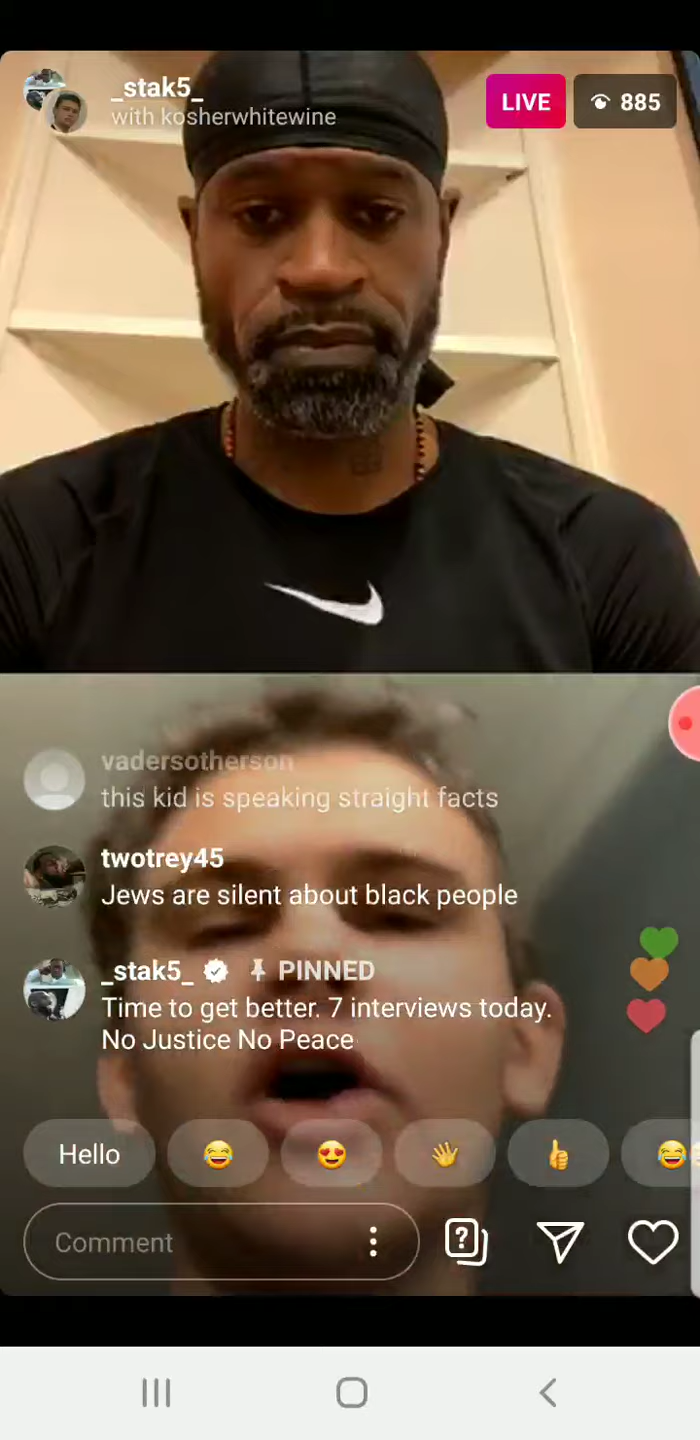 _stak5_
with kosherwhitewine
LIVE
885
vadersotherson
this kid is speaking straight facts
twotrey45
Jews are silent about black people
_stak5_ PINNED
Time to get better. 7 interviews today.
No Justice No Peace
Hello
Comment